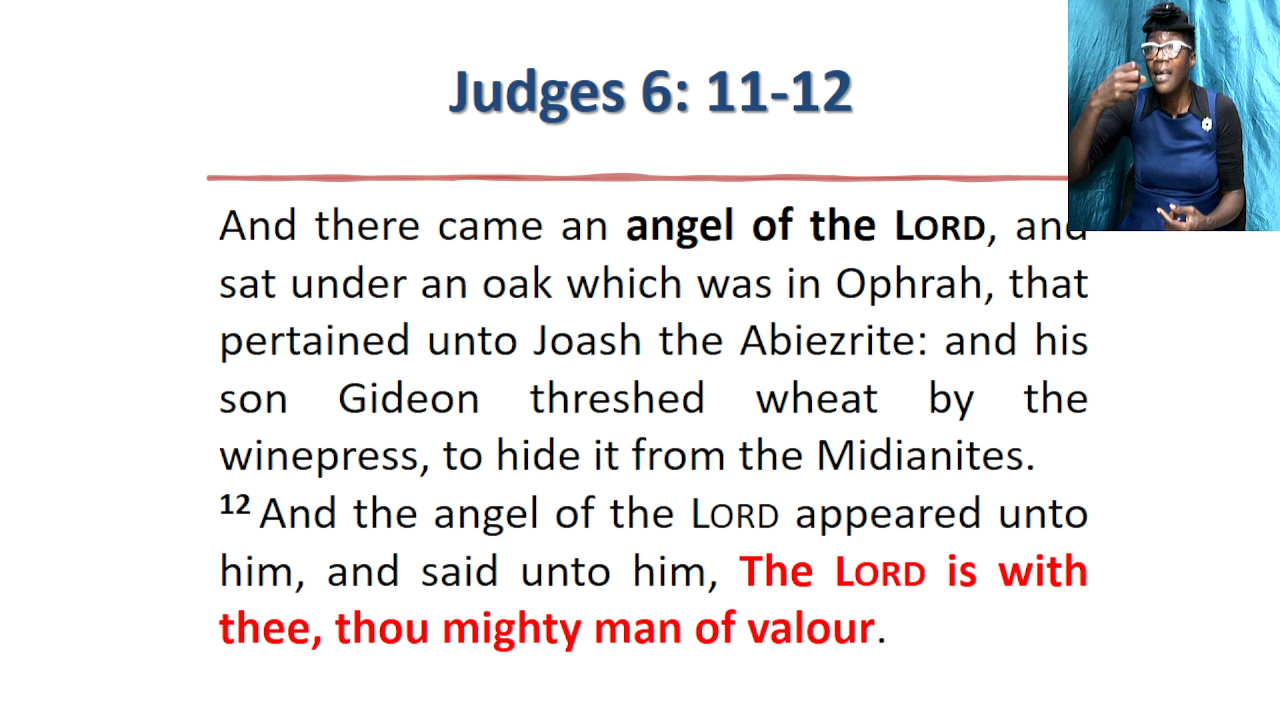 Judges 6: 11-12
And there came an angel of the LORD, and
sat under an oak which was in Ophrah, that
pertained unto Joash the Abiezrite: and his
son Gideon threshed wheat by the
winepress, to hide it from the Midianites.
12 And the angel of the LORD appeared unto
him, and said unto him, The LORD is with
thee, thou mighty man of valour.